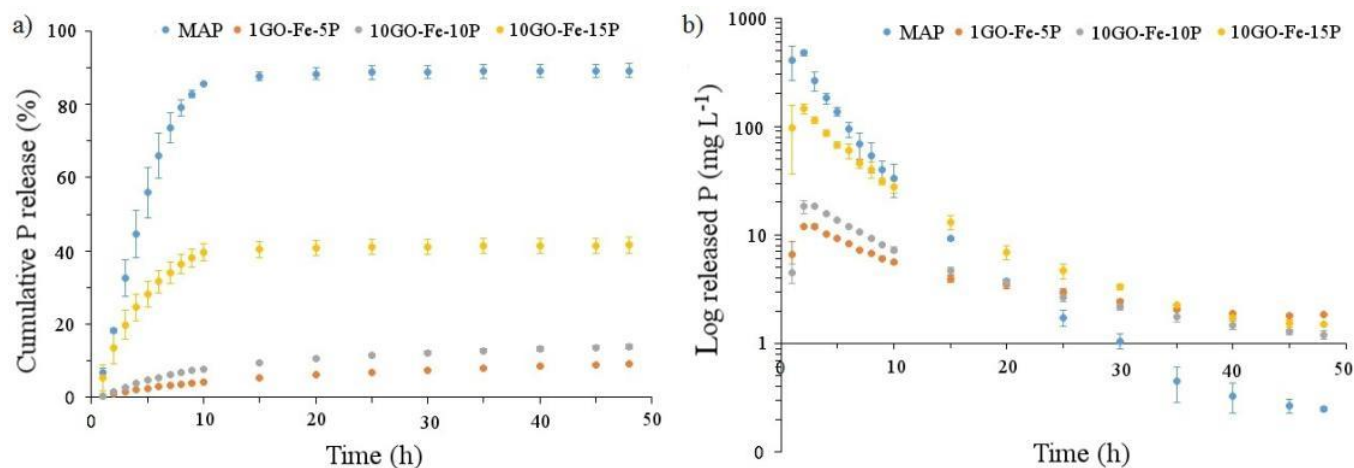 a)
MAP 1GO-Fe-5P 10GO-Fe-10P 10GO-Fe-15P
Cumulative P release (%)
100
80
60
40
20
0
0 10 20 30 40 50
Time (h)
b)
MAP 1GO-Fe-5P 10GO-Fe-10P 10GO-Fe-15P
Log released P (mg L-1)
1000
100
10
1
0
0 10 20 30 40 50
Time (h)